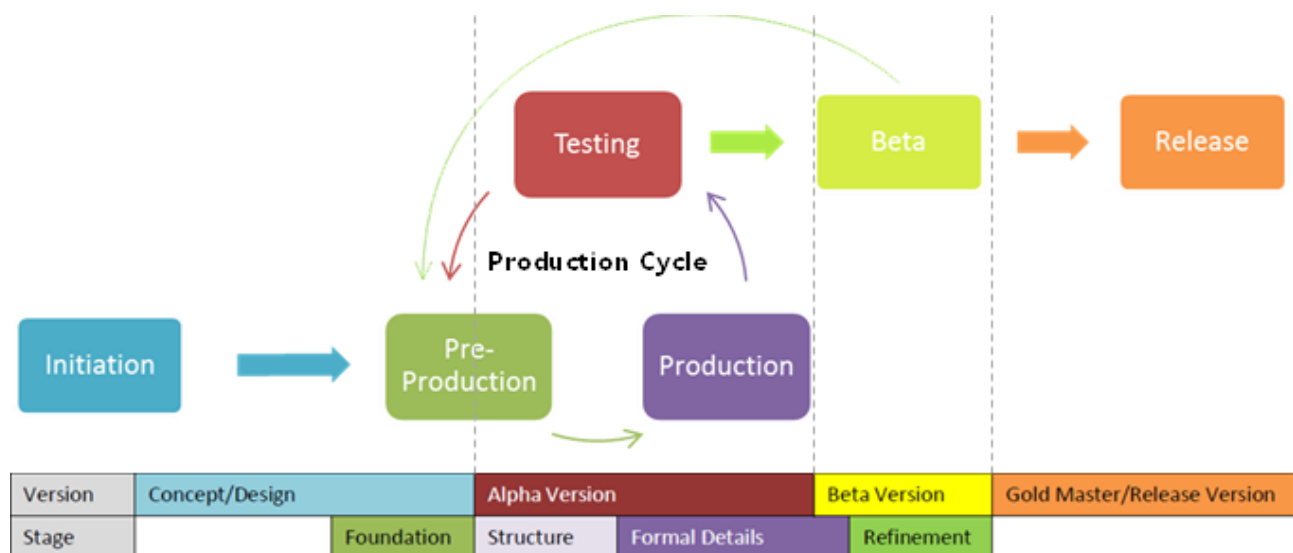 Testing
Beta
Release
Production Cycle
Initiation
Pre-
Production
Production
Version
Concept/Design
Alpha Version
Beta Version
Gold Master/Release Version
Stage
Foundation
Structure
Formal Details
Refinement